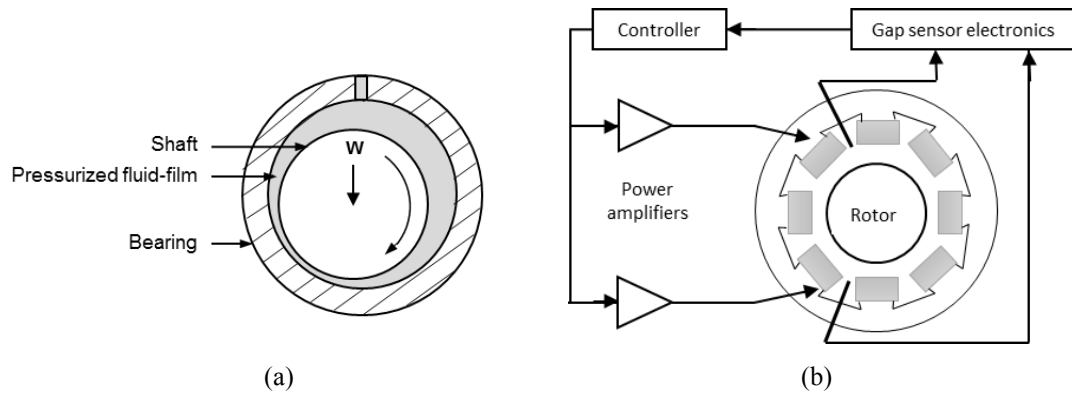 Shaft
Pressurized fluid-film
Bearing
W
(a)
Controller
Gap sensor electronics
Power
amplifiers
Rotor
(b)